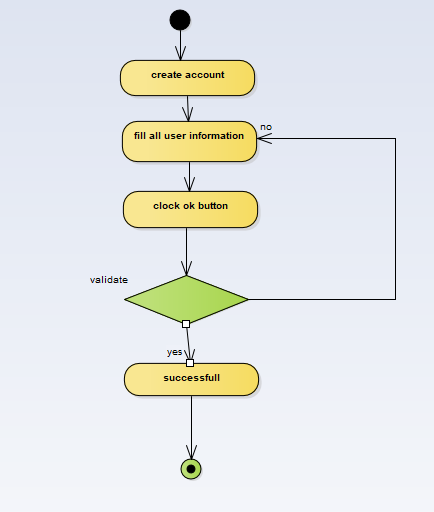 create account
fill all user information
no
clock ok button
validate
yes
successfull